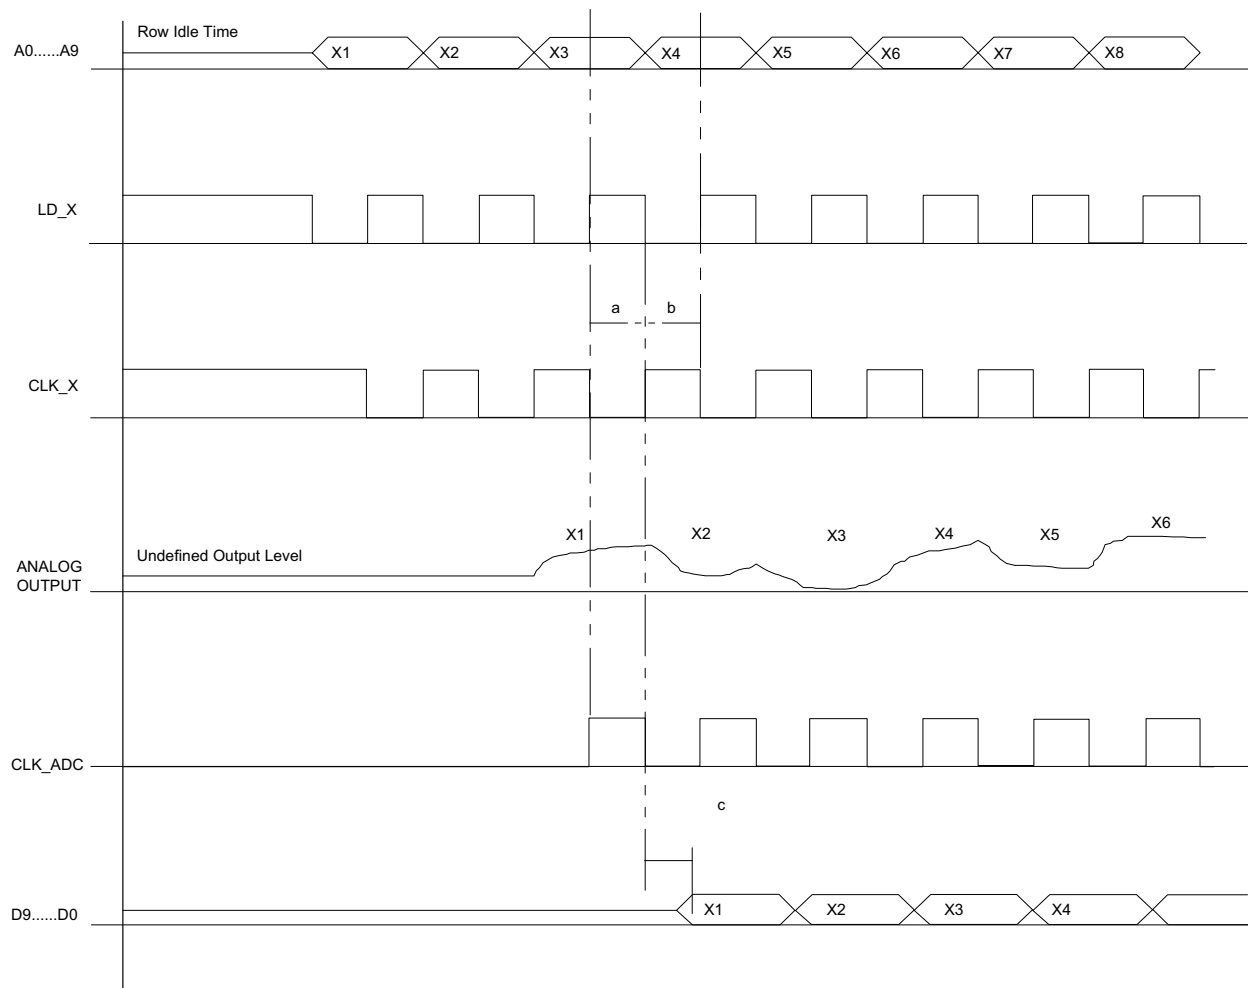 Row Idle Time
A0......A9
X1
X2
X3
X4
X5
X6
X7
X8
LD_X
a
b
CLK_X
X1
X2
X3
X4
X5
X6
Undefined Output Level
ANALOG
OUTPUT
CLK_ADC
c
D9......D0
X1
X2
X3
X4